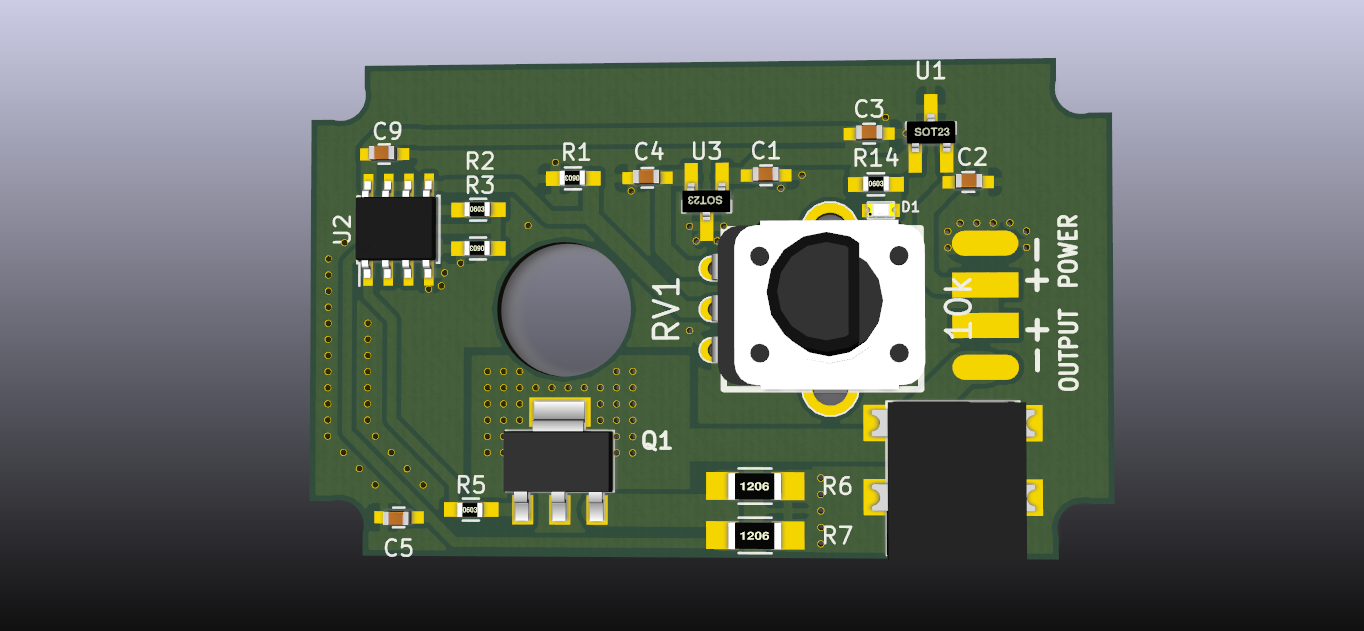 U1
C3
SOT23
C9
R2
R1
C4
U3
C1
R14
C2
R3
0603
0603
SOT23
0603
D1
U2
0603
RV1
10k
POWER
− +
OUTPUT
+ −
Q1
R5
0603
1206
R6
C5
1206
R7